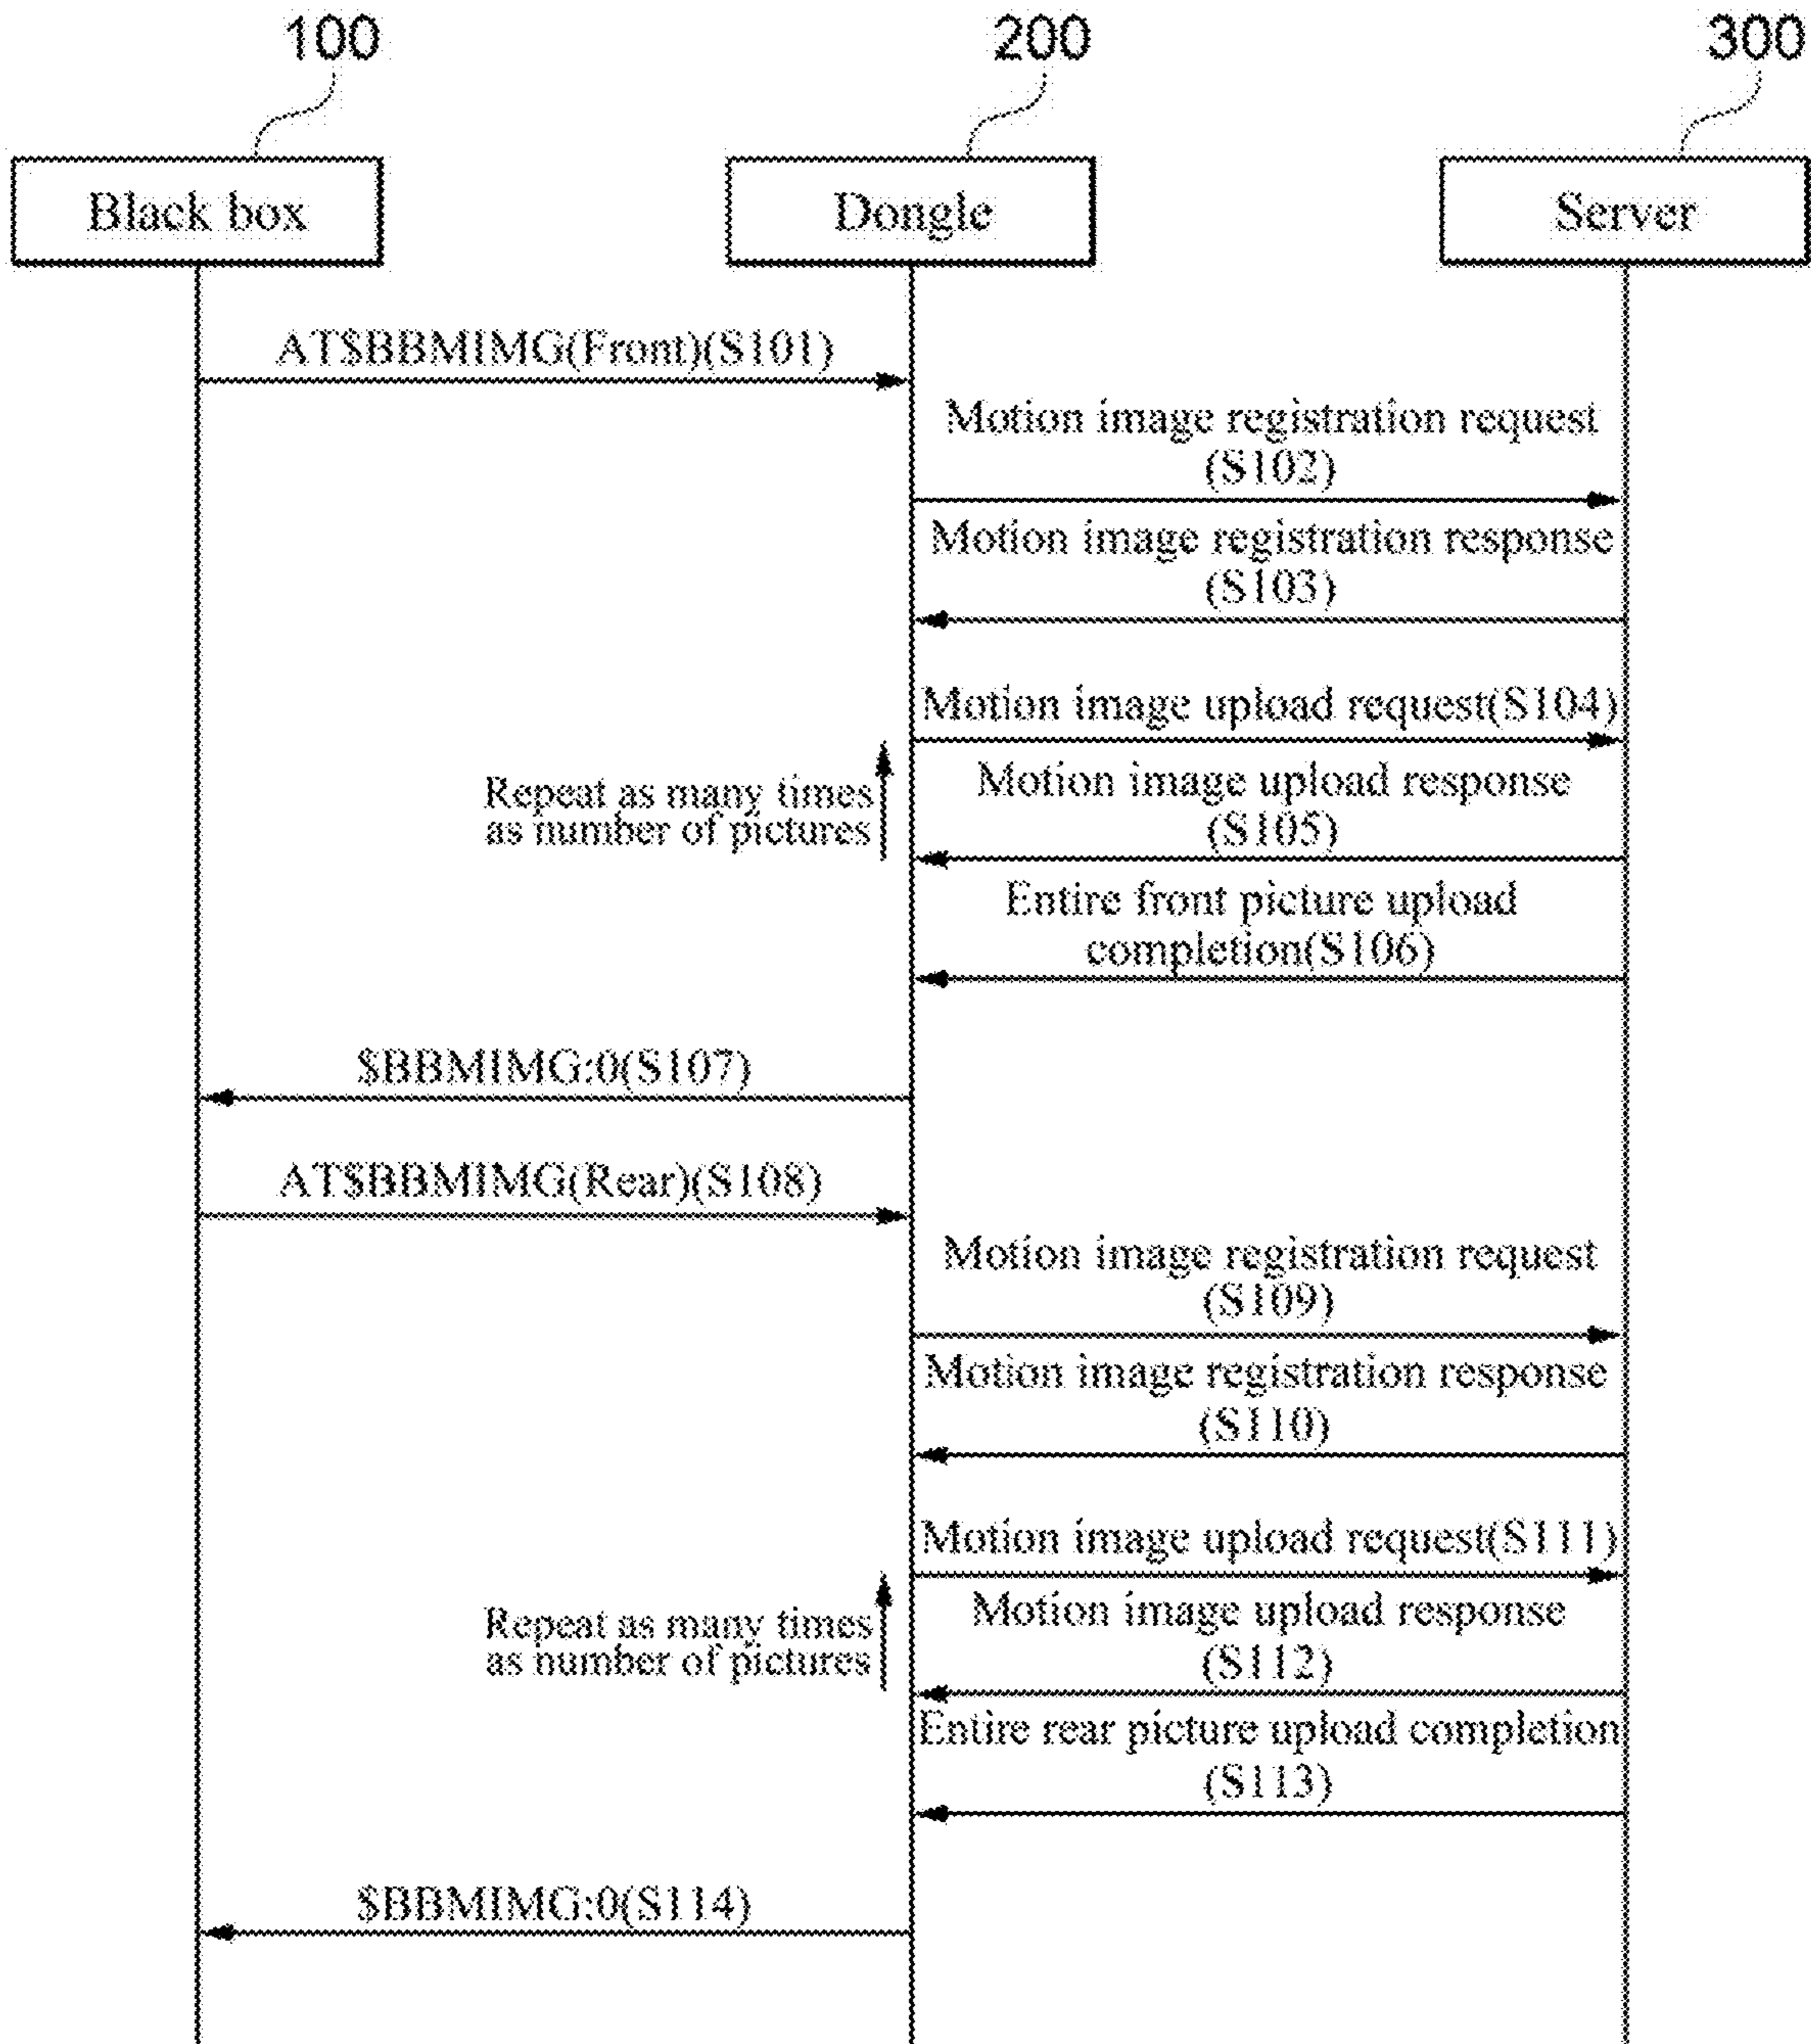 100
200
300
Black box
Dongle
Server
AT$BBMIMG(Front)(S101)
Motion image registration request
(S102)
Motion image registration response
(S103)
Motion image upload request(S104)
Repeat as many times
as number of pictures
Motion image upload response
(S105)
Entire front picture upload
completion(S106)
$BBMIMG:0(S107)
AT$BBMIMG(Rear)(S108)
Motion image registration request
(S109)
Motion image registration response
(S110)
Motion image upload request(S111)
Repeat as many times
as number of pictures
Motion image upload response
(S112)
Entire rear picture upload completion
(S113)
$BBMIMG:0(S114)